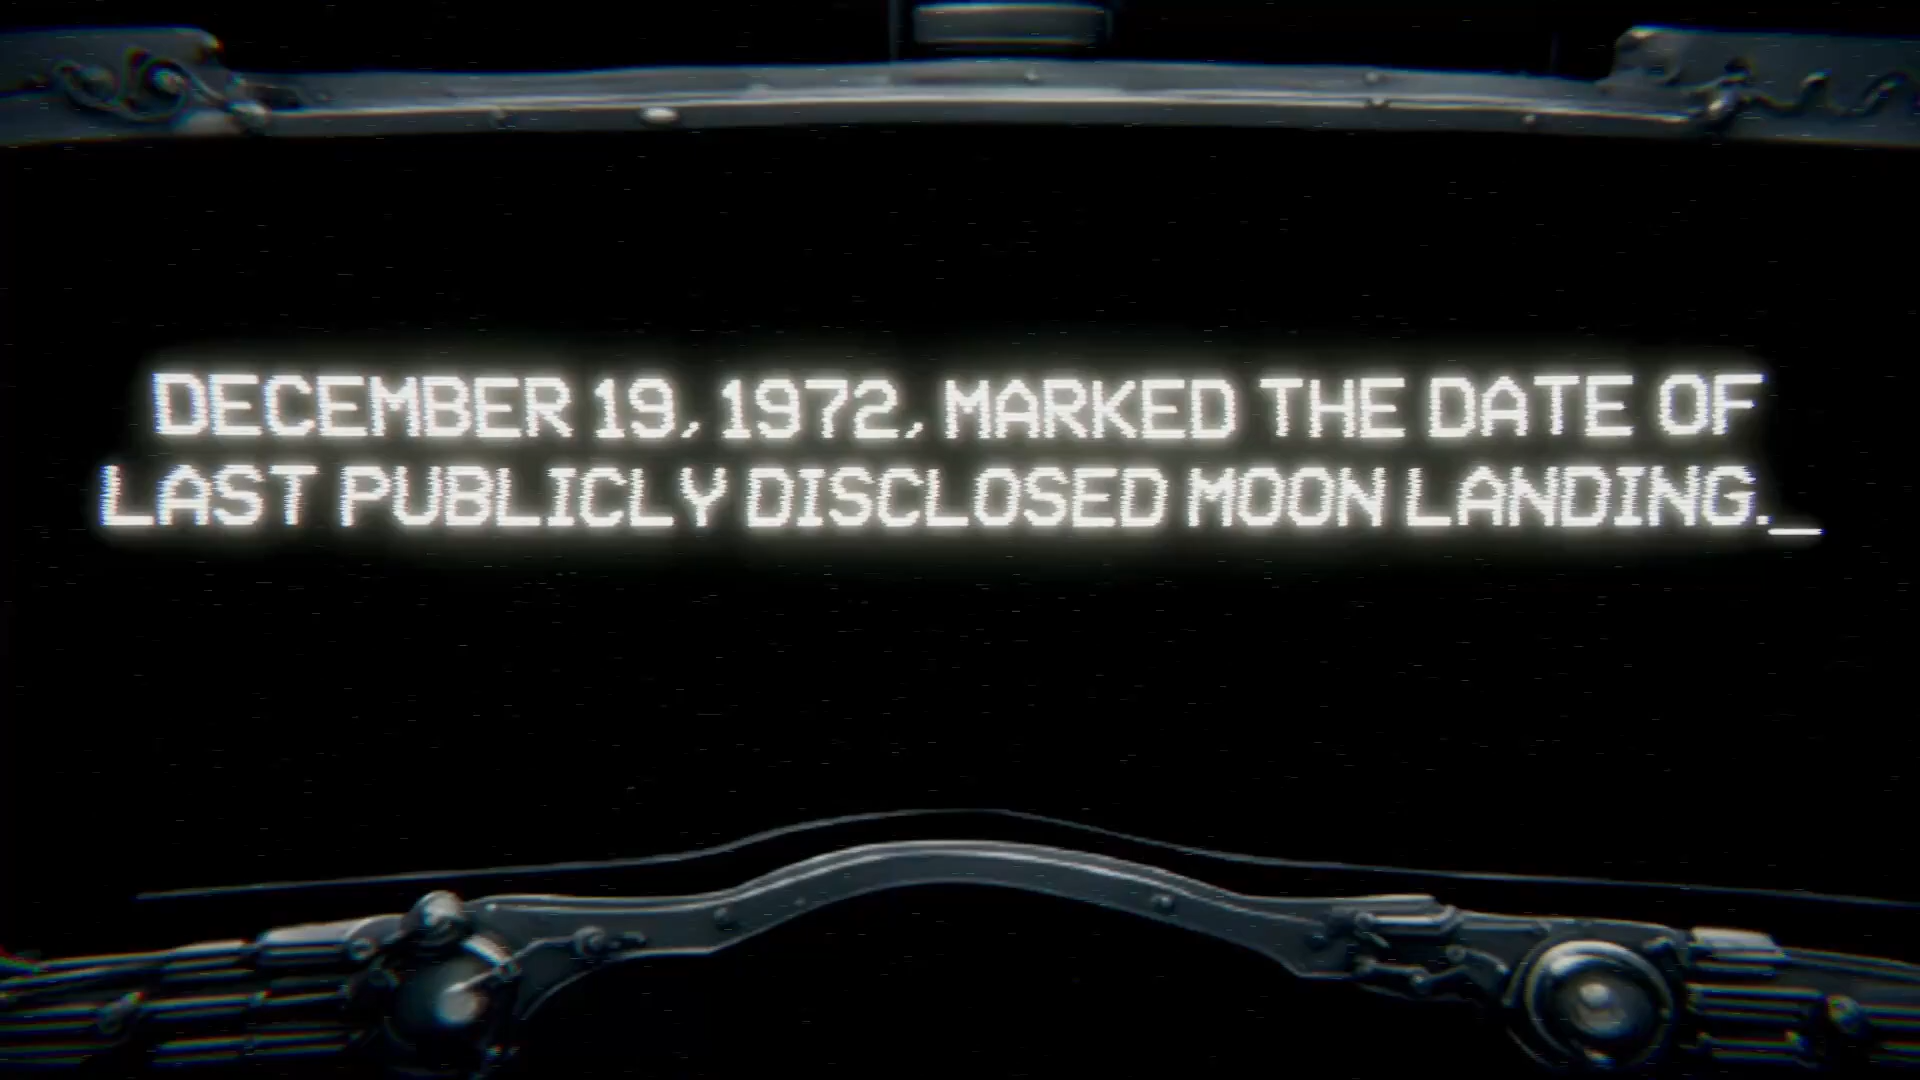 DECEMBER 19, 1972, MARKED THE DATE OF
LAST PUBLICLY DISCLOSED MOON LANDING._